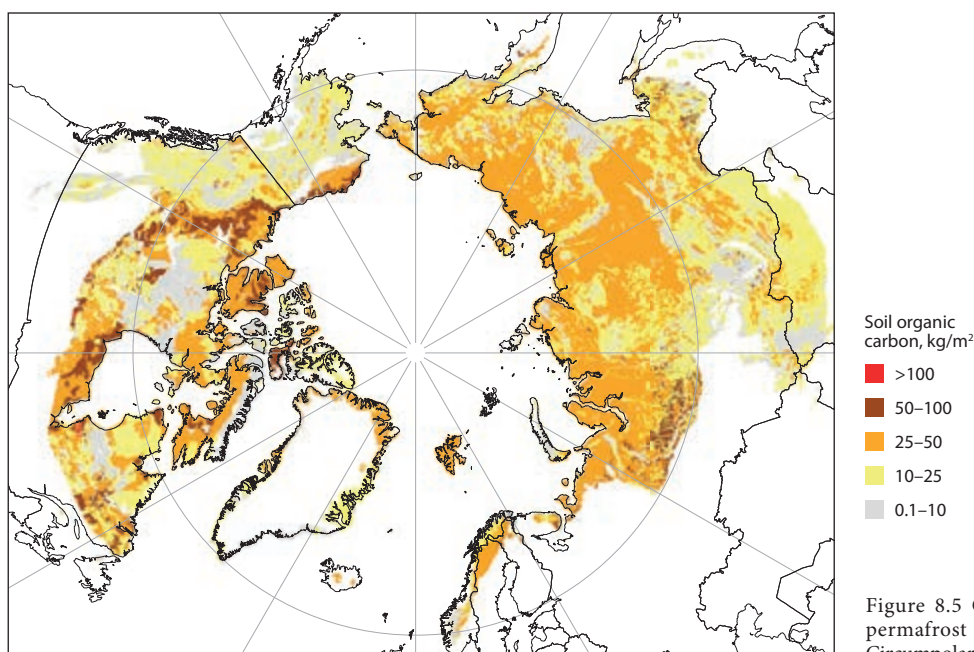 Soil organic
carbon, kg/m²
>100
50–100
25–50
10–25
0.1–10
Figure 8.5
permafrost
Circumpolar